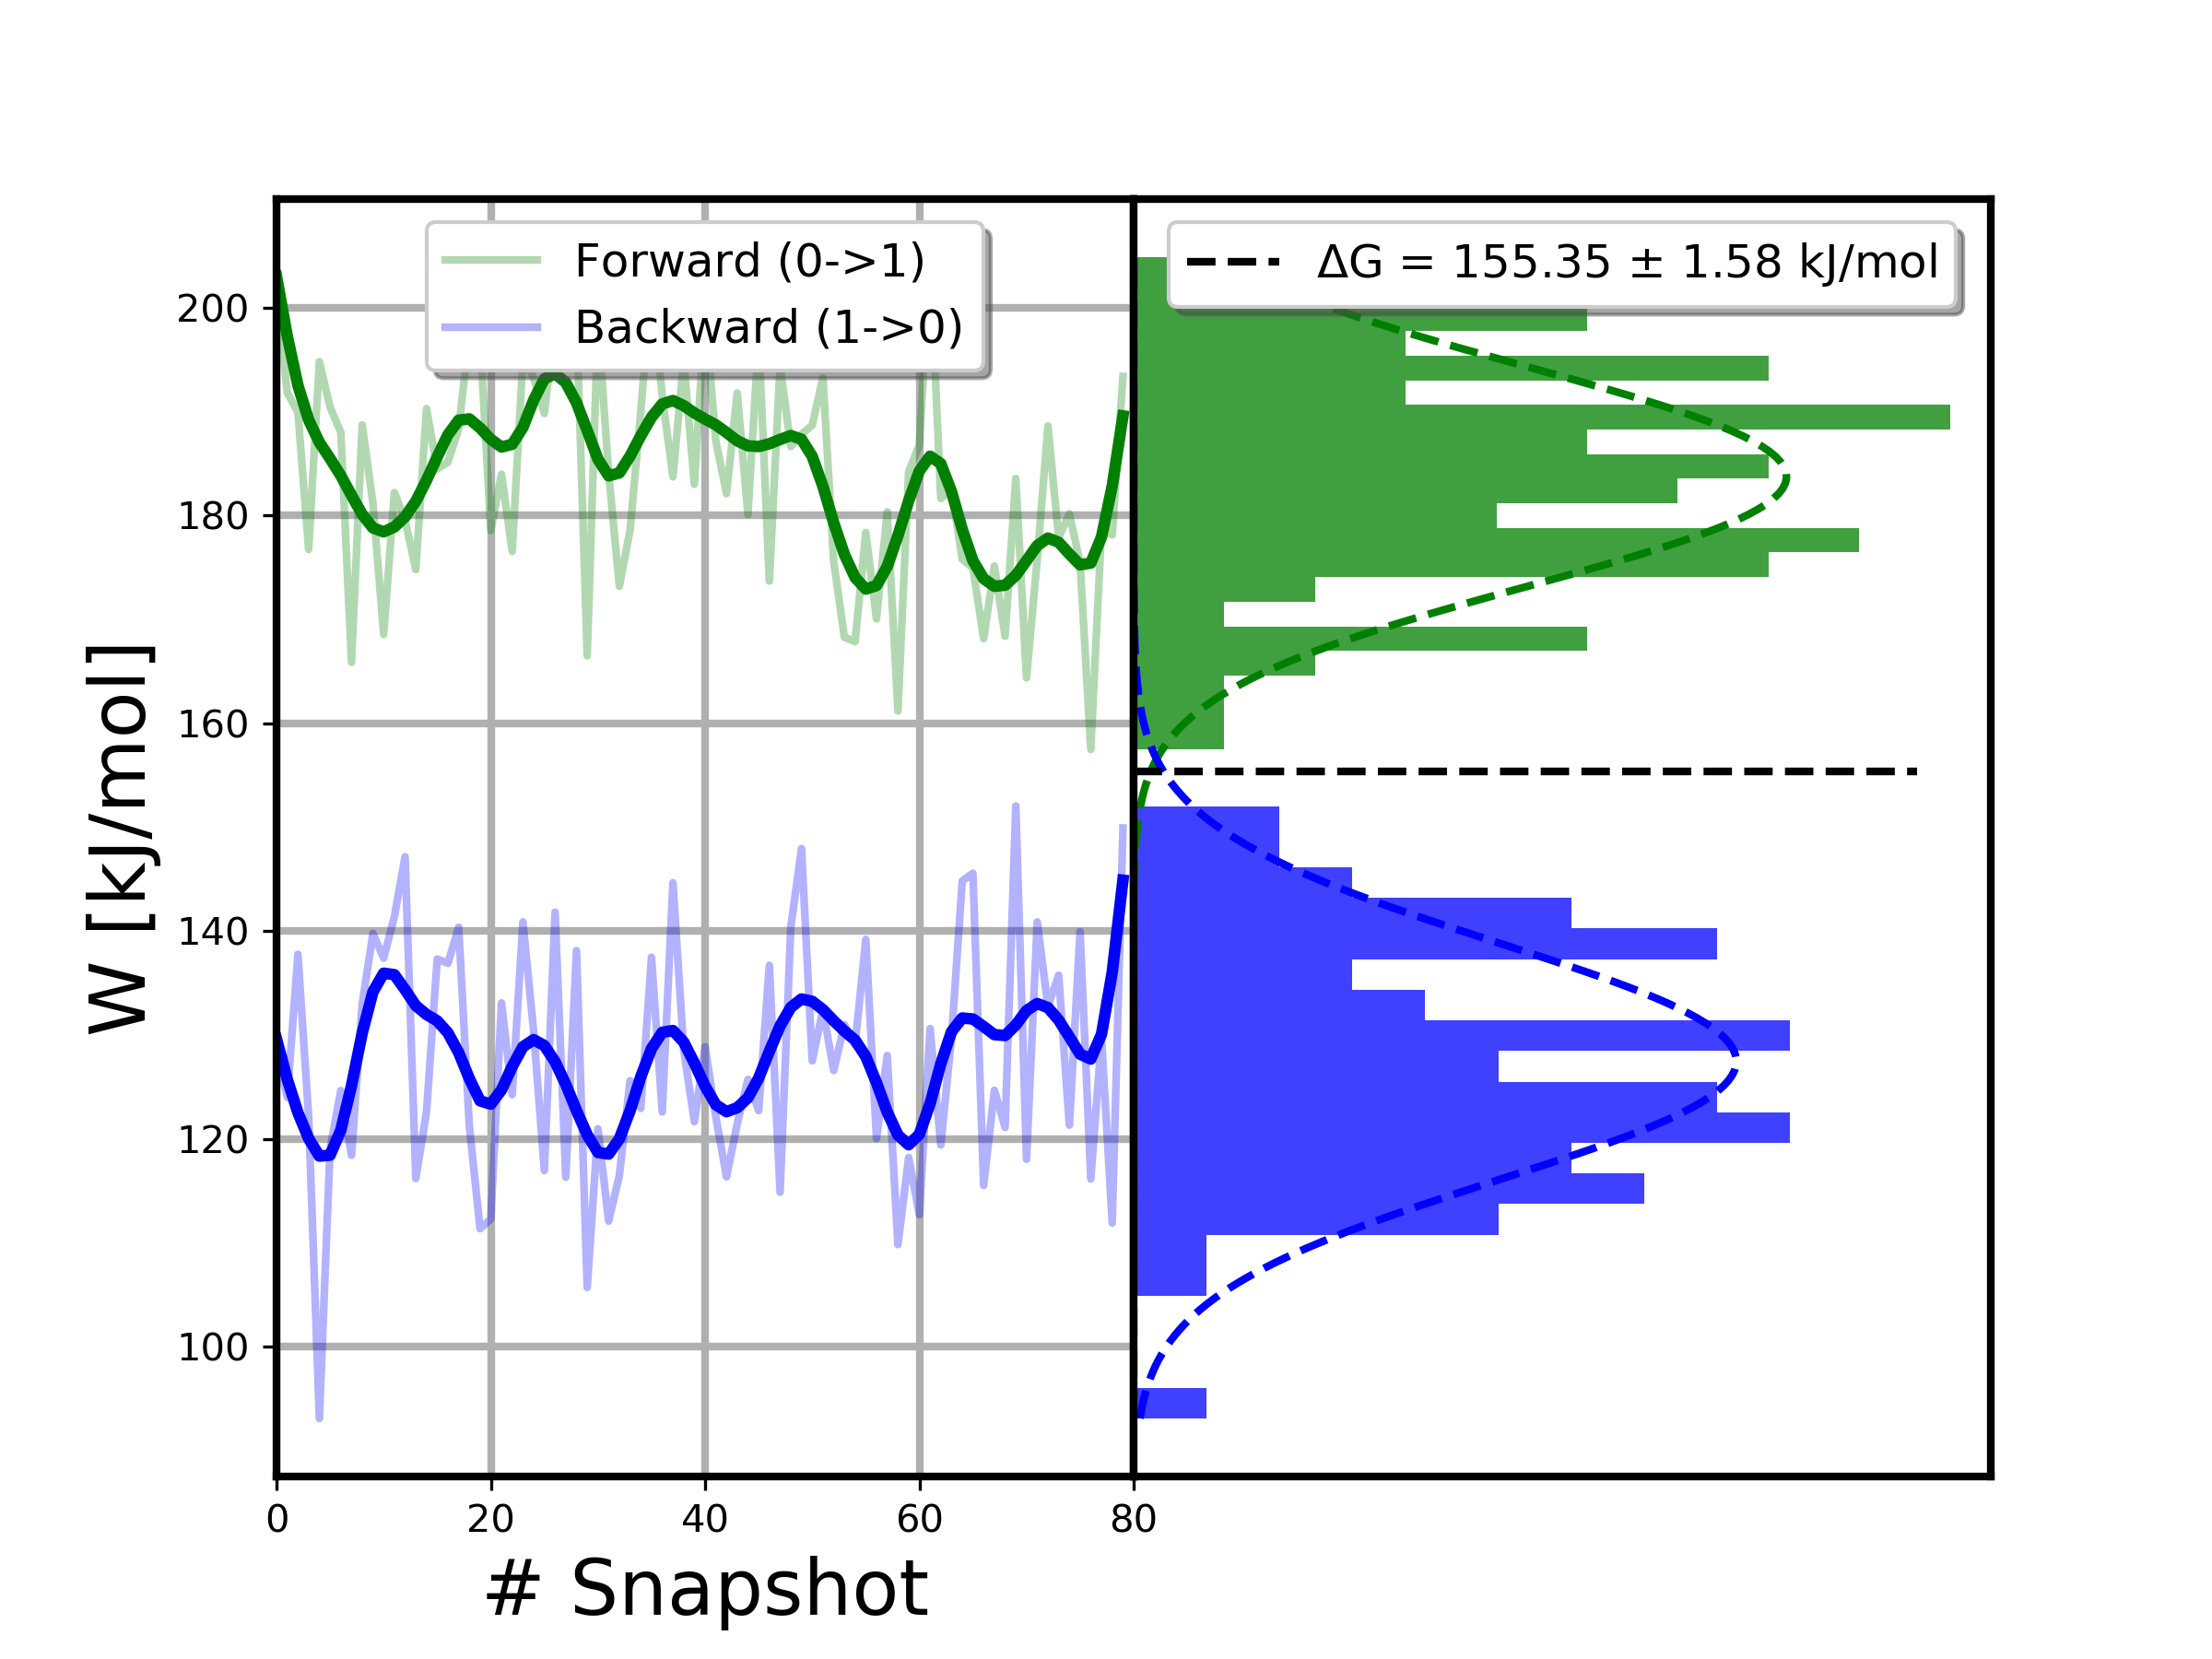 Forward (0->1)
Backward (1->0)
ΔG = 155.35 ± 1.58 kJ/mol
200
180
160
140
120
100
W [kJ/mol]
0 20 40 60 80
# Snapshot